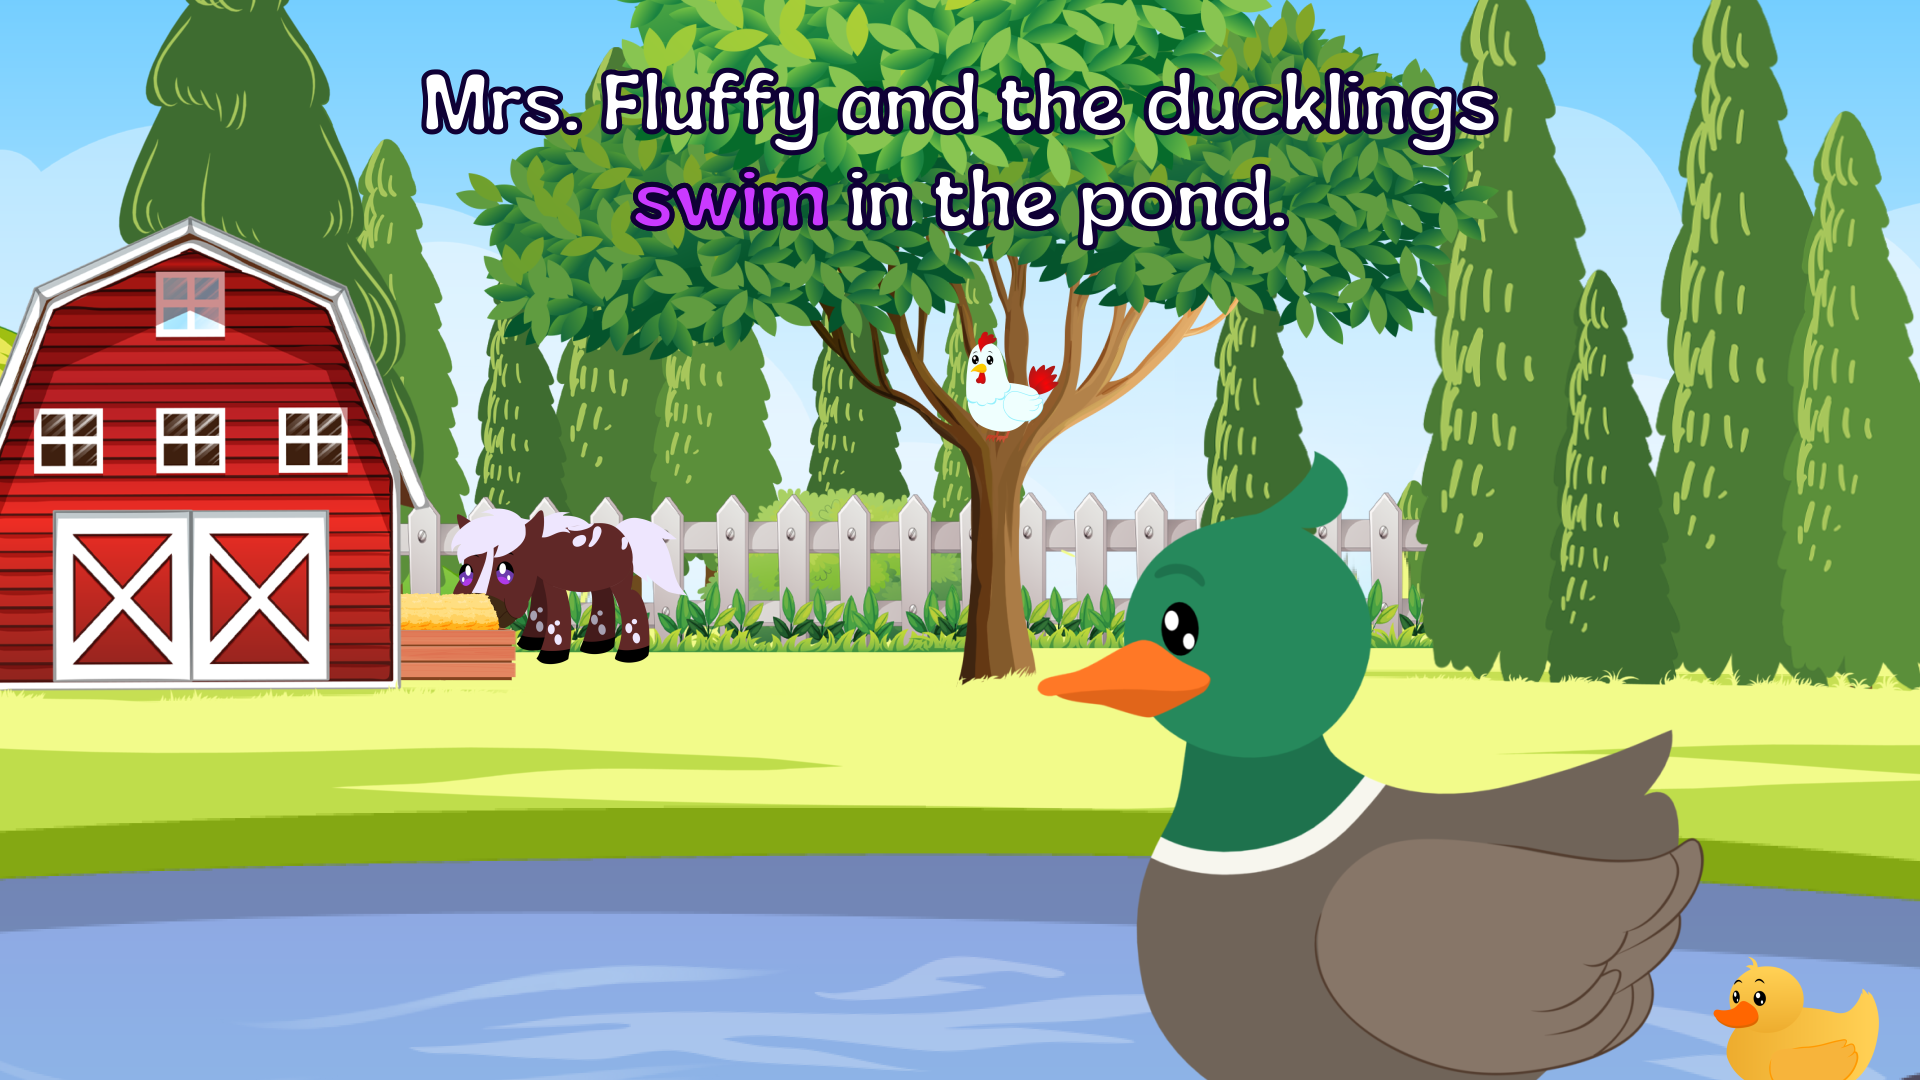 Mrs. Fluffy and the ducklings
swim in the pond.